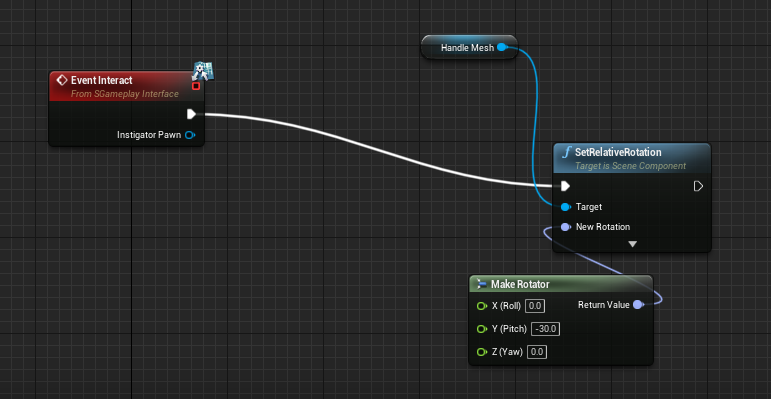 Handle Mesh
Event Interact
From SGameplay Interface
Instigator Pawn
SetRelativeRotation
Target is Scene Component
Target
New Rotation
Make Rotator
X (Roll) 0.0
Return Value
Y (Pitch) -30.0
Z (Yaw) 0.0